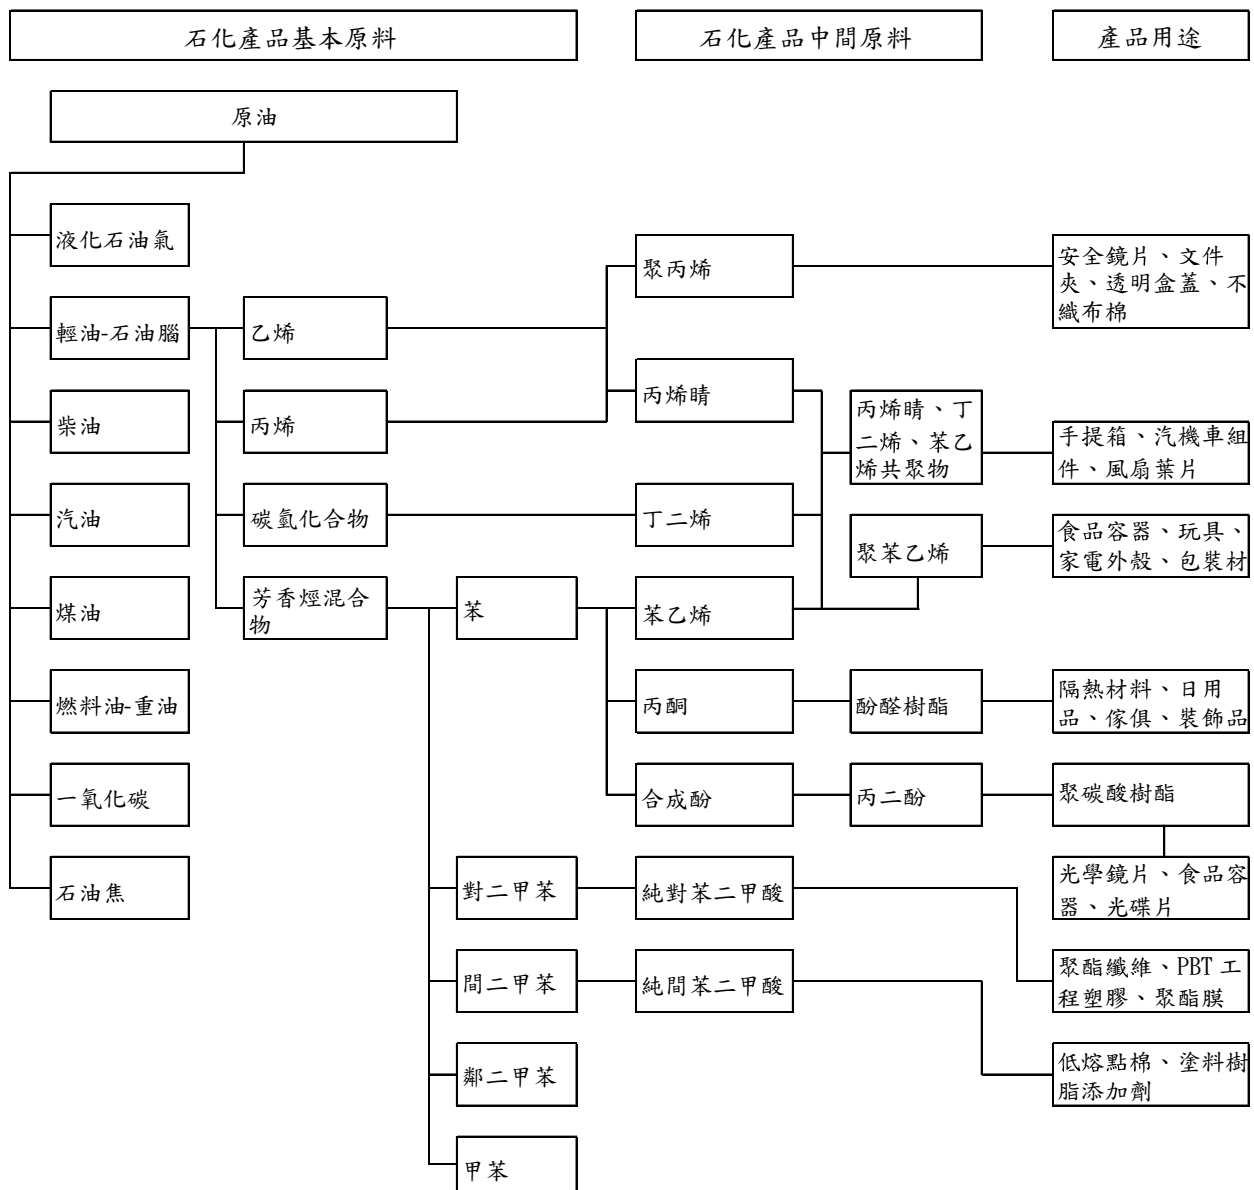 石化產品基本原料
石化產品中間原料
產品用途
原油
液化石油氣
輕油-石油腦
柴油
汽油
煤油
燃料油-重油
一氧化碳
石油焦
乙烯
丙烯
碳氫化合物
芳香烴混合
物
苯
對二甲苯
間二甲苯
鄰二甲苯
甲苯
聚丙烯
丙烯晴
丁二烯
苯乙烯
丙酮
合成酚
純對苯二甲酸
純間苯二甲酸
丙烯晴、丁
二烯、苯乙
烯共聚物
聚苯乙烯
酚醛樹酯
丙二酚
安全鏡片、文件
夾、透明盒蓋、不
織布棉
手提箱、汽機車組
件、風扇葉片
食品容器、玩具、
家電外殼、包裝材
隔熱材料、日用
品、傢俱、裝飾品
聚碳酸樹酯
光學鏡片、食品容
器、光碟片
聚酯纖維、PBT 工
程塑膠、聚酯膜
低熔點棉、塗料樹
脂添加劑